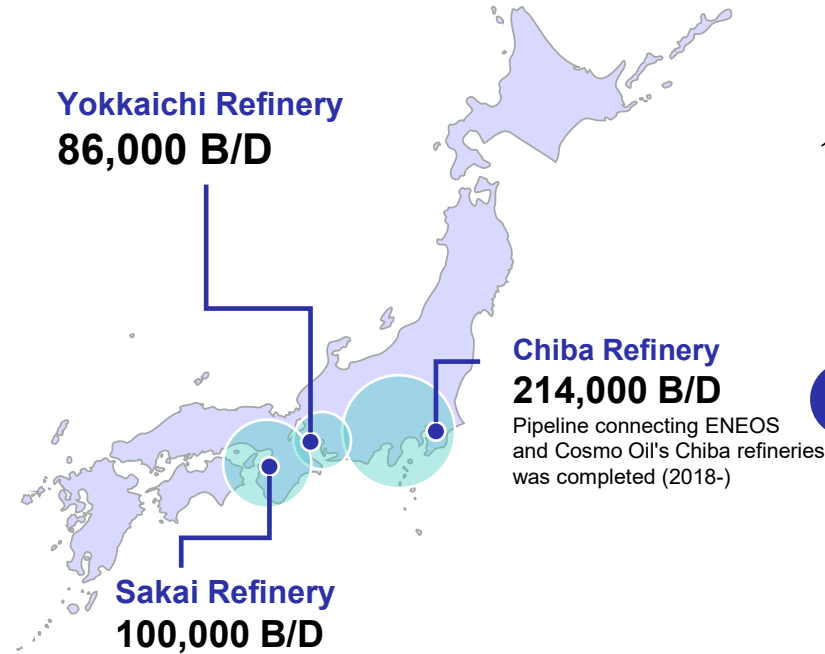 Yokkaichi Refinery
86,000 B/D
Chiba Refinery
214,000 B/D
Pipeline connecting ENEOS
and Cosmo Oil's Chiba refineries
was completed (2018-)
Sakai Refinery
100,000 B/D